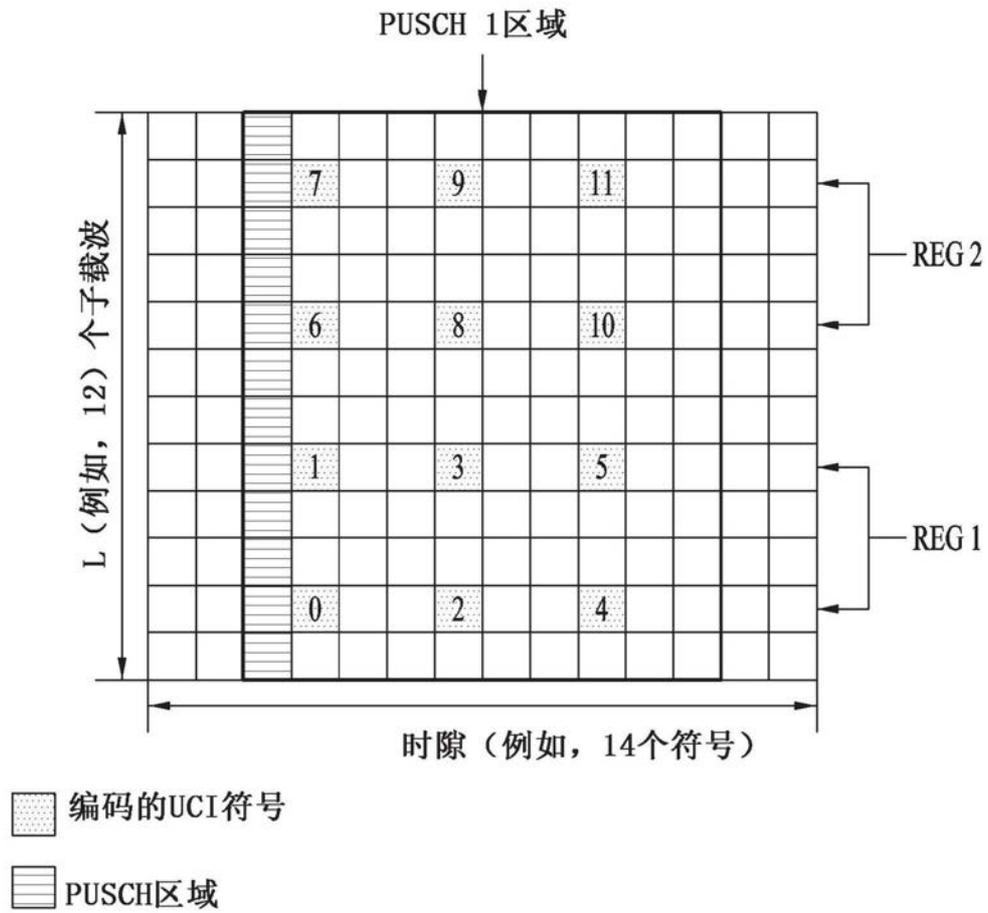 PUSCH 1区域
L（例如，12）个子载波
7 9 11
6 8 10
1 3 5
0 2 4
REG 2
REG 1
时隙（例如，14个符号）
编码的UCI符号
PUSCH区域